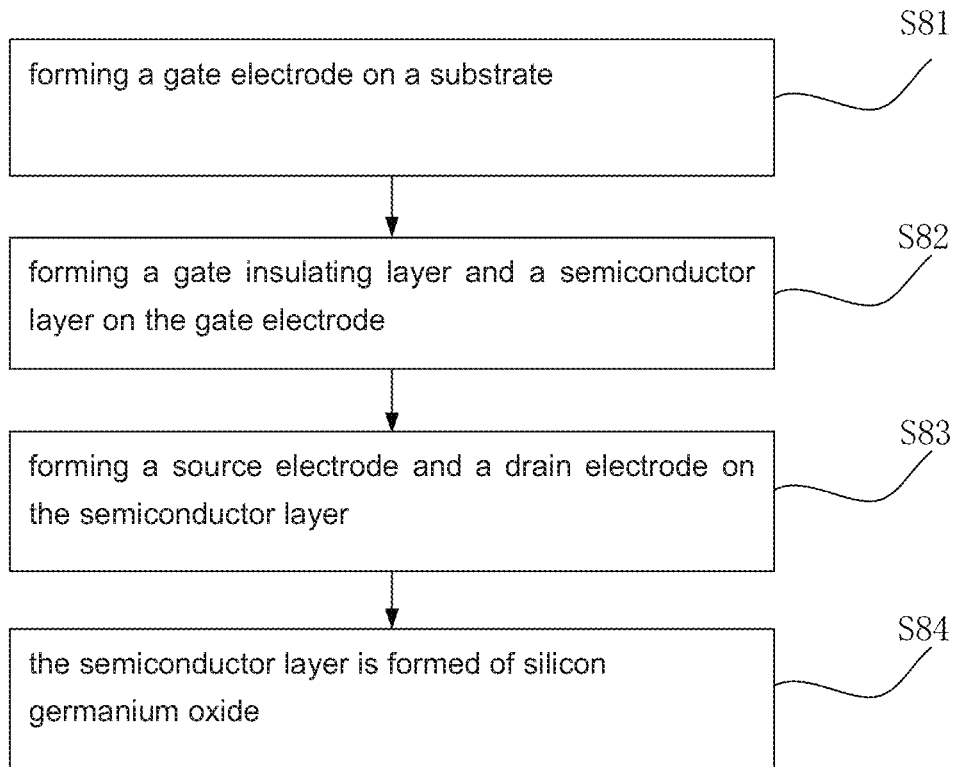 S81
forming a gate electrode on a substrate
S82
forming a gate insulating layer and a semiconductor
layer on the gate electrode
S83
forming a source electrode and a drain electrode on
the semiconductor layer
S84
the semiconductor layer is formed of silicon
germanium oxide